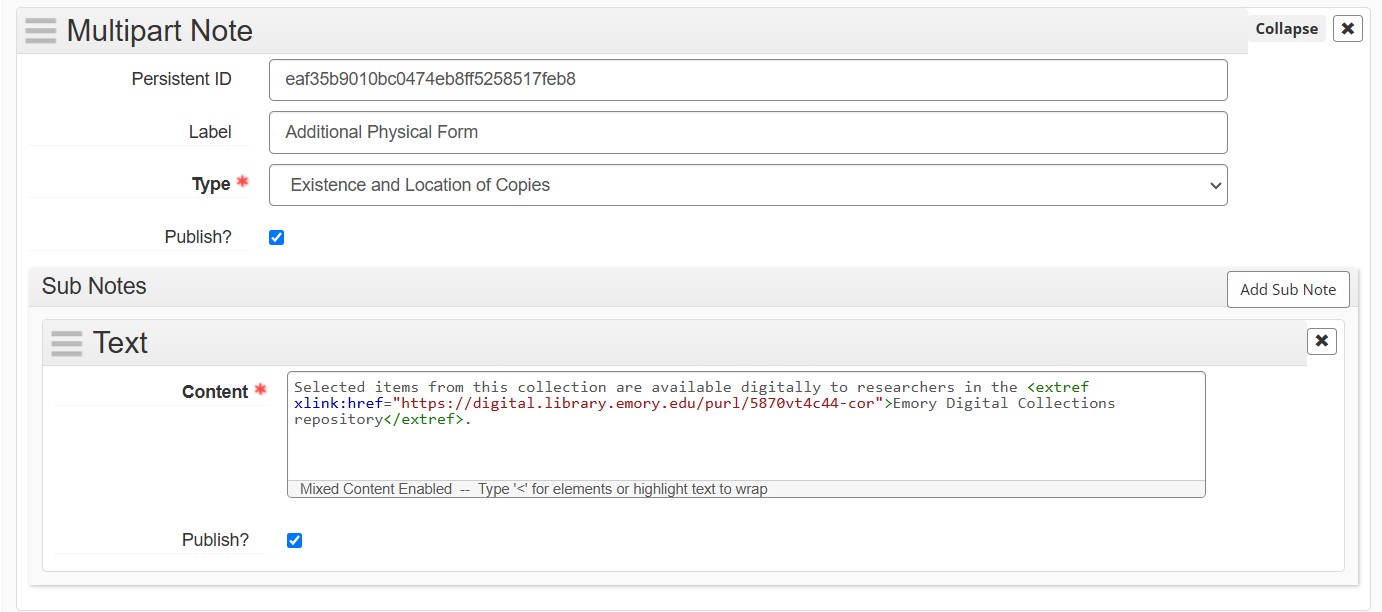 Multipart Note
Collapse
Persistent ID
eaf35b9010bc0474eb8ff5258517feb8
Label
Additional Physical Form
Type *
Existence and Location of Copies
Publish?
Sub Notes
Add Sub Note
Text
Content *
Selected items from this collection are available digitally to researchers in the <extref
xlink:href="https://digital.library.emory.edu/purl/5870vt4c44-cor">Emory Digital Collections
repository</extref>.
Mixed Content Enabled -- Type '<' for elements or highlight text to wrap
Publish?